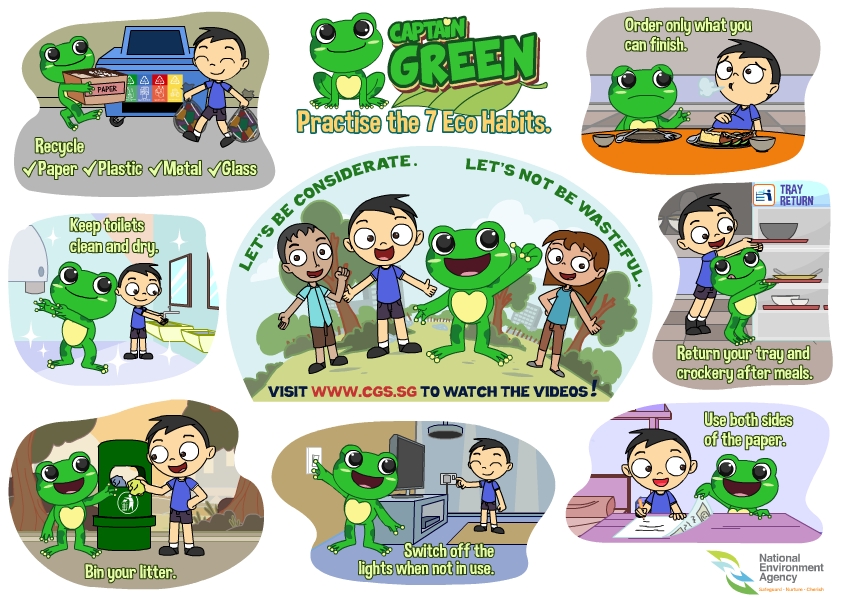 CAPTAIN
GREEN
Practise the 7 Eco Habits.
PAPER
Recycle
✓Paper ✓Plastic ✓Metal ✓Glass
Order only what you
can finish.
LET'S BE CONSIDERATE. LET'S NOT BE WASTEFUL.
Keep toilets
clean and dry.
TRAY
RETURN
Return your tray and
crockery after meals.
VISIT WWW.CGS.SG TO WATCH THE VIDEOS!
Bin your litter.
Switch off the
lights when not in use.
Use both sides
of the paper.
National
Environment
Agency
Safeguard · Nurture · Cherish